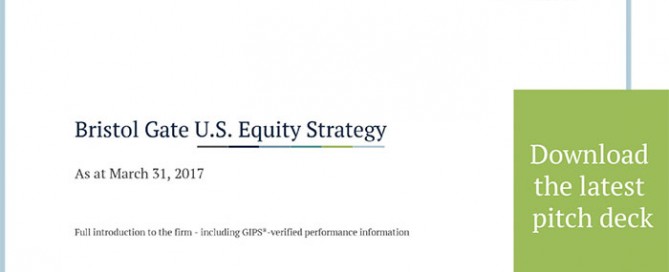 Bristol Gate U.S. Equity Strategy
As at March 31, 2017
Full introduction to the firm - including GIPS®-verified performance information
Download
the latest
pitch deck